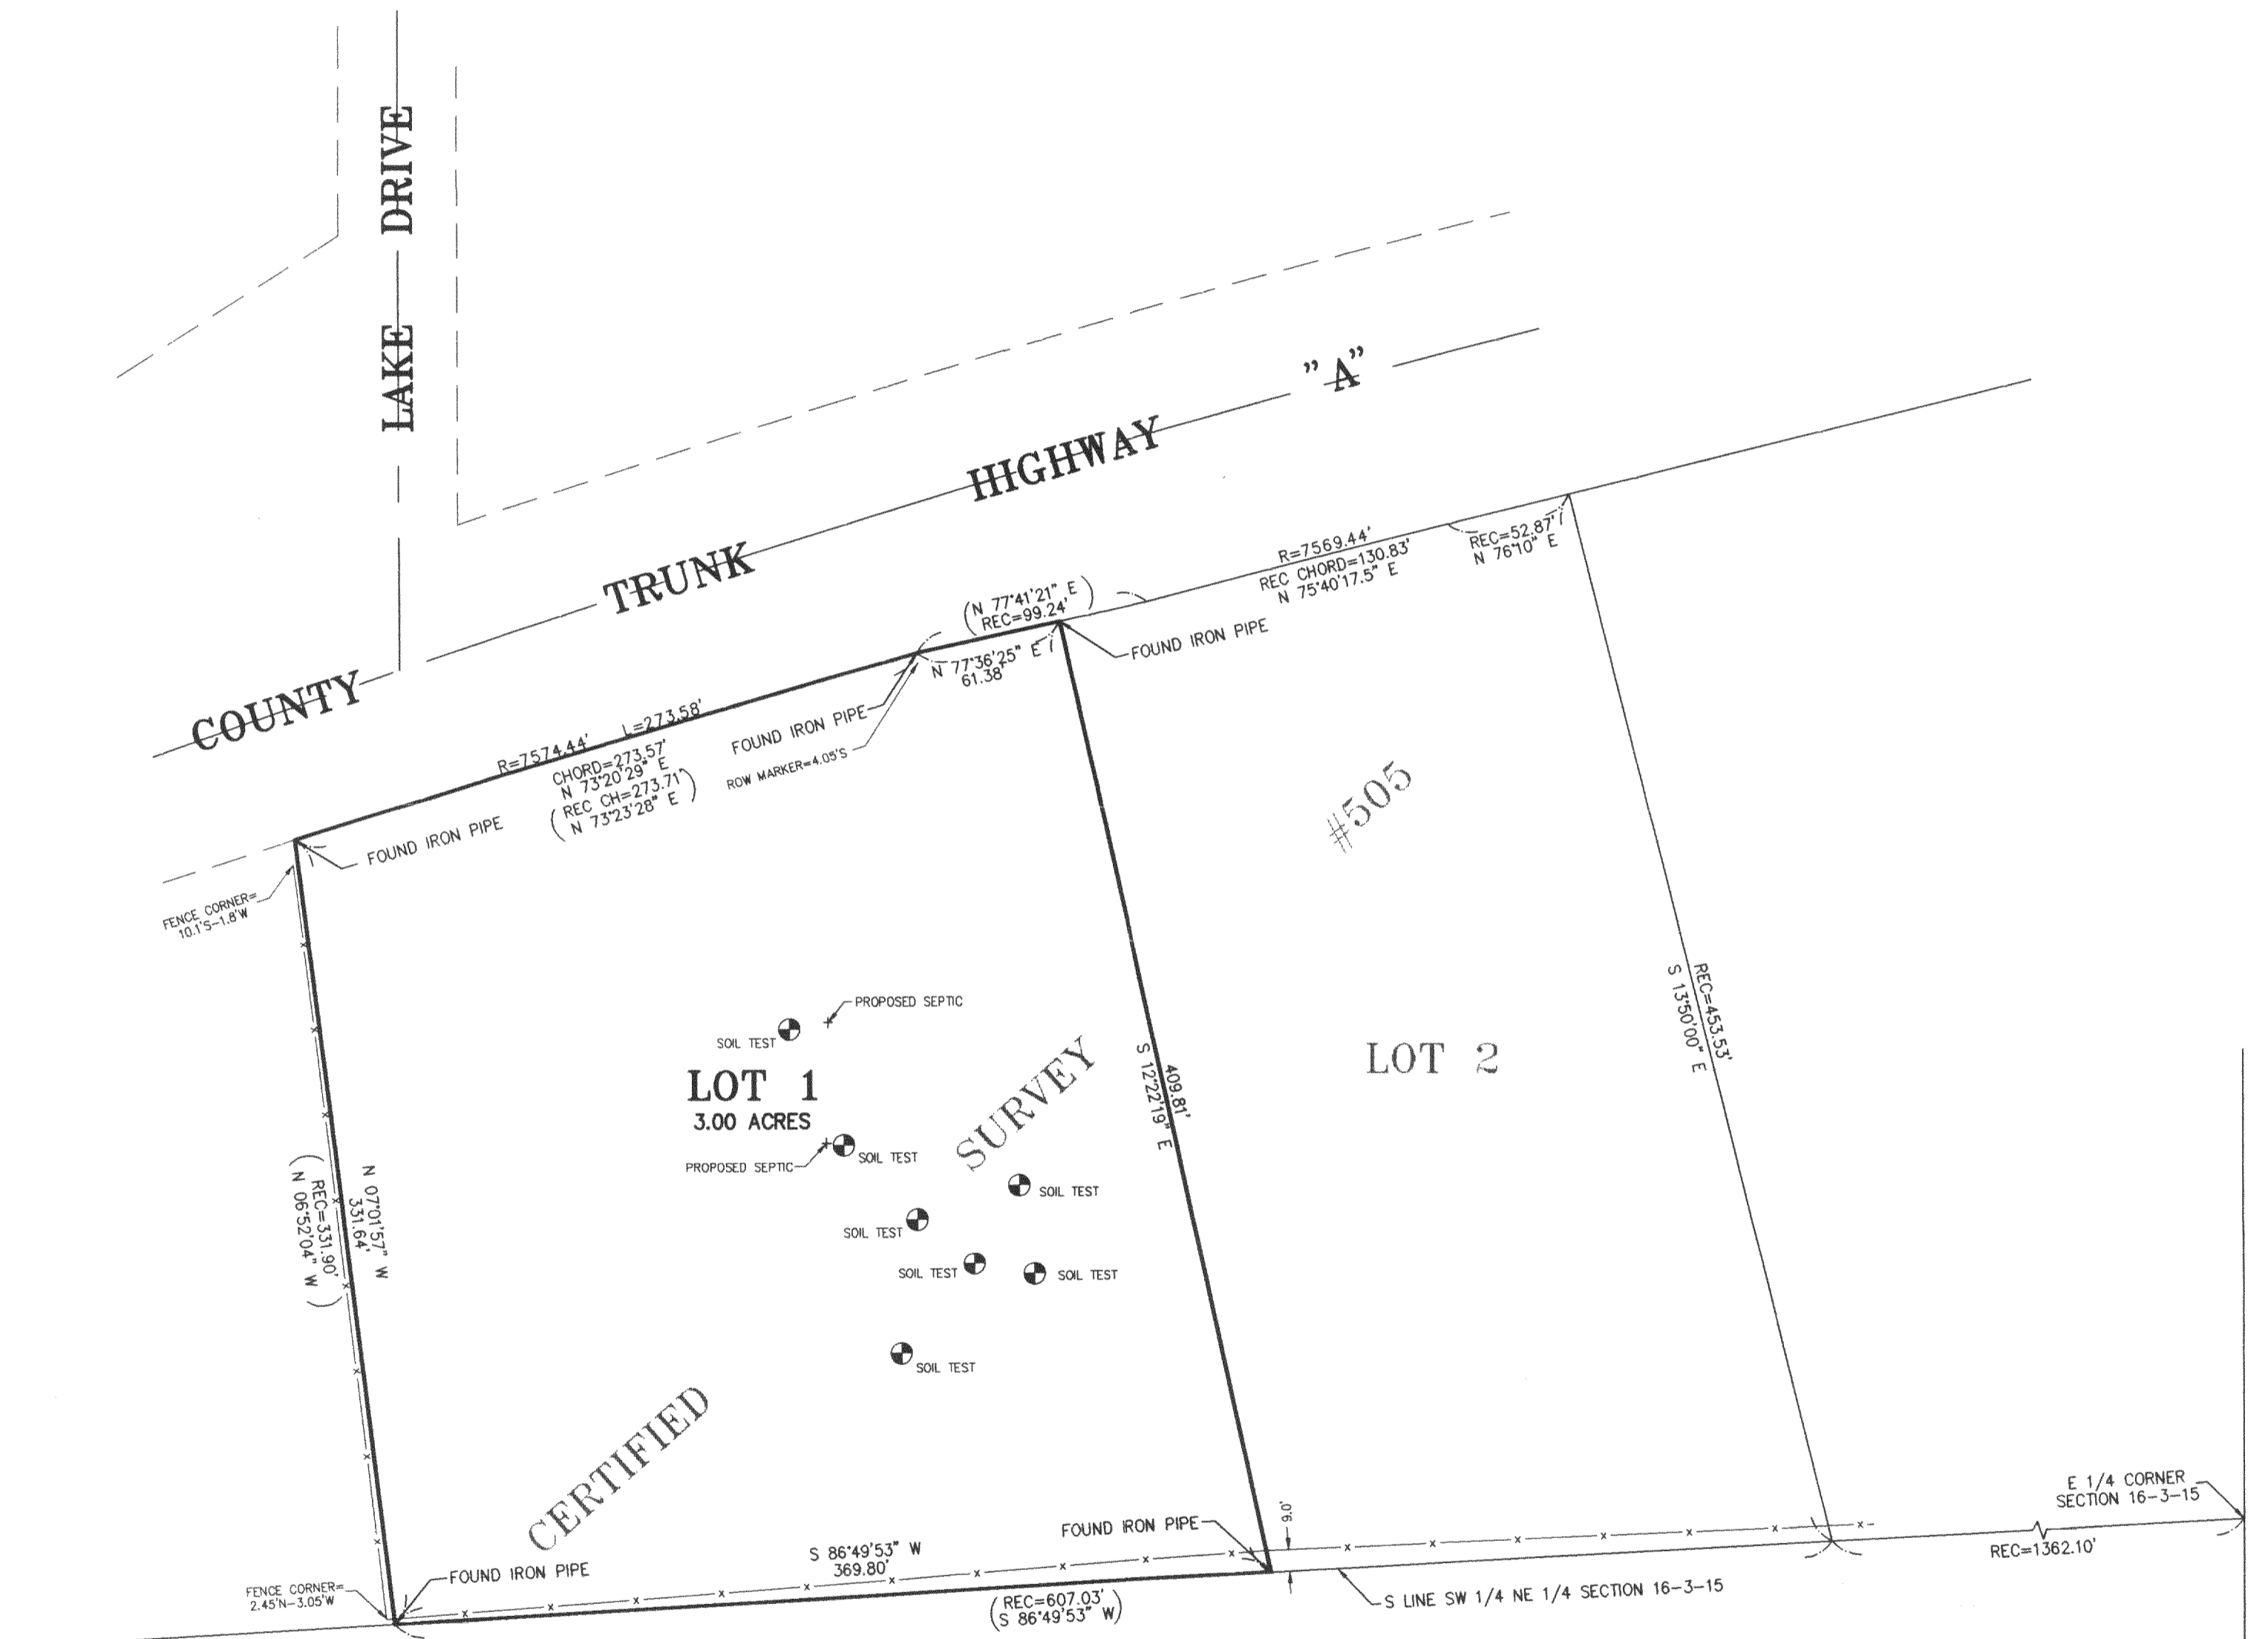 LAKE DRIVE
COUNTY TRUNK HIGHWAY "A"
R=7569.44'
REC CHORD=130.83'
N 75°40'17.5" E
REC=52.87'
N 76°10" E
(N 77°41'21" E)
(REC=99.24')
N 77°36'25" E
61.38'
FOUND IRON PIPE
R=7574.44' L=273.58'
CHORD=273.57'
N 73°20'29" E
(REC CH=273.71')
(N 73°23'28" E)
FOUND IRON PIPE
ROW MARKER=4.05'S
FOUND IRON PIPE
FENCE CORNER=
10.1'S-1.8'W
#505
PROPOSED SEPTIC
SOIL TEST
LOT 1
3.00 ACRES
PROPOSED SEPTIC
SOIL TEST
SOIL TEST
SOIL TEST
SOIL TEST
SOIL TEST
SOIL TEST
CERTIFIED SURVEY
409.81'
S 12°22'19" E
LOT 2
REC=453.53'
S 13°50'00" E
N 07°01'57" W
331.64'
(REC=331.90')
(N 06°52'04" W)
E 1/4 CORNER
SECTION 16-3-15
9.0'
FOUND IRON PIPE
S 86°49'53" W
369.80'
(REC=607.03')
(S 86°49'53" W)
REC=1362.10'
S LINE SW 1/4 NE 1/4 SECTION 16-3-15
FOUND IRON PIPE
FENCE CORNER=
2.45'N-3.05'W